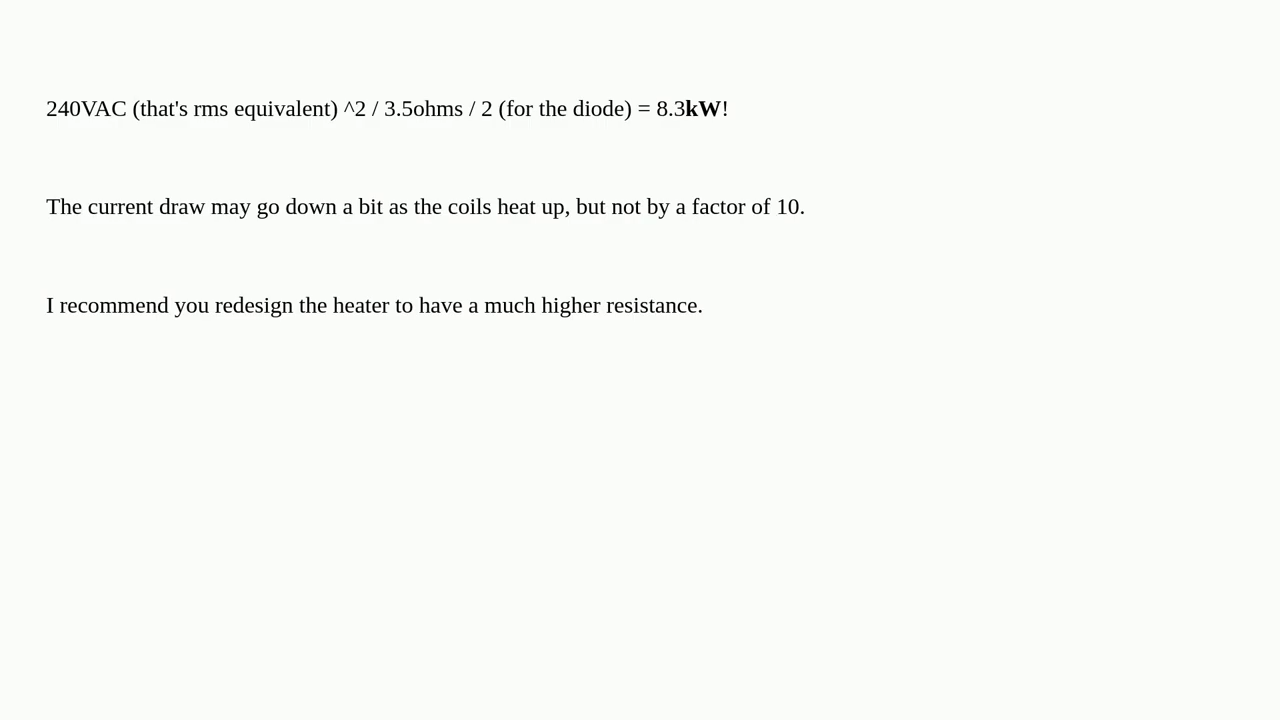 240VAC (that's rms equivalent) ^2 / 3.5ohms / 2 (for the diode) = 8.3kW!
The current draw may go down a bit as the coils heat up, but not by a factor of 10.
I recommend you redesign the heater to have a much higher resistance.